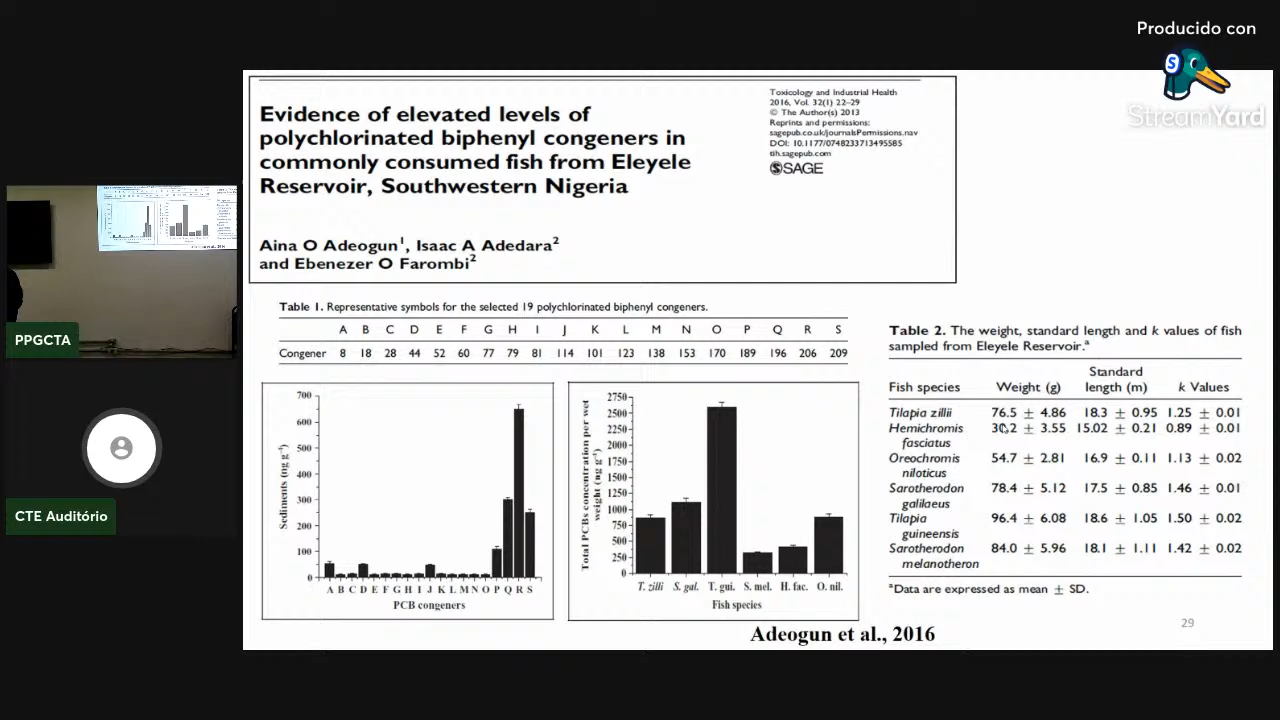 Producido con
StreamYard
Evidence of elevated levels of
polychlorinated biphenyl congeners in
commonly consumed fish from Eleyele
Reservoir, Southwestern Nigeria
Toxicology and Industrial Health
2016, Vol. 32(1) 22–29
© The Author(s) 2013
Reprints and permissions:
sagepub.co.uk/journalsPermissions.nav
DOI: 10.1177/0748233713495585
tih.sagepub.com
SAGE
Aina O Adeogun1, Isaac A Adedara2
and Ebenezer O Farombi2
Table 1. Representative symbols for the selected 19 polychlorinated biphenyl congeners.
A B C D E F G H I J K L M N O P Q R S
Congener 8 18 28 44 52 60 77 79 81 114 101 123 138 153 170 189 196 206 209
700
600
500
400
300
200
100
0
Sediments (ng g-1)
A B C D E F G H I J K L M N O P Q R S
PCB congeners
2750
2500
2250
2000
1750
1500
1250
1000
750
500
250
0
Total PCBs concentration per wet
weight (ng g-1)
T. zilli S. gal. T. gui. S. mel. H. fac. O. nil.
Fish species
Table 2. The weight, standard length and k values of fish
sampled from Eleyele Reservoir.a
Standard
Fish species Weight (g) length (m) k Values
Tilapia zillii 76.5 ± 4.86 18.3 ± 0.95 1.25 ± 0.01
Hemichromis 30.2 ± 3.55 15.02 ± 0.21 0.89 ± 0.01
fasciatus
Oreochromis 54.7 ± 2.81 16.9 ± 0.11 1.13 ± 0.02
niloticus
Sarotherodon 78.4 ± 5.12 17.5 ± 0.85 1.46 ± 0.01
galilaeus
Tilapia 96.4 ± 6.08 18.6 ± 1.05 1.50 ± 0.02
guineensis
Sarotherodon 84.0 ± 5.96 18.1 ± 1.11 1.42 ± 0.02
melanotheron
aData are expressed as mean ± SD.
Adeogun et al., 2016
29
PPGCTA
CTE Auditório